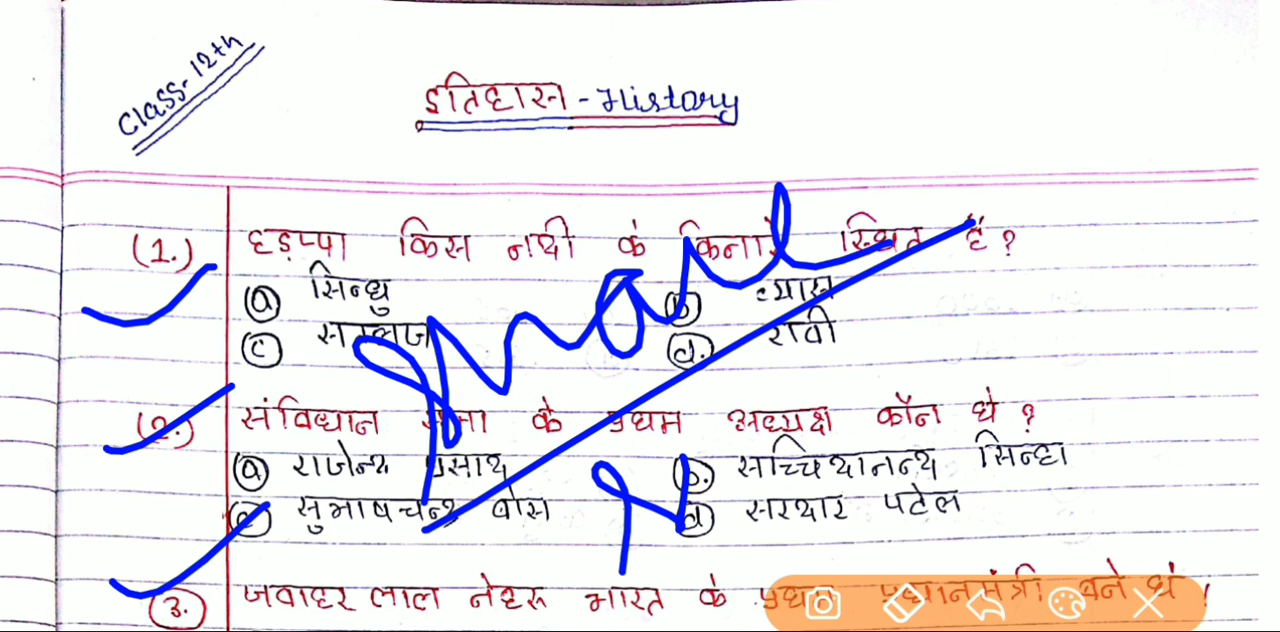 Class-12th
इतिहास - History
(1.) हड़प्पा किस नदी के किनारे स्थित हैं ?
(a) सिन्धु (b) व्यास
(c) सतलज (d.) रावी
(2.) संविधान सभा के प्रथम अध्यक्ष कौन थे ?
(a) राजेन्द्र प्रसाद (b.) सच्चिदानन्द सिन्हा
(c) सुभाषचन्द्र बोस (d) सरदार पटेल
(3.) जवाहर लाल नेहरू भारत के प्रथम प्रधानमंत्री बने थे